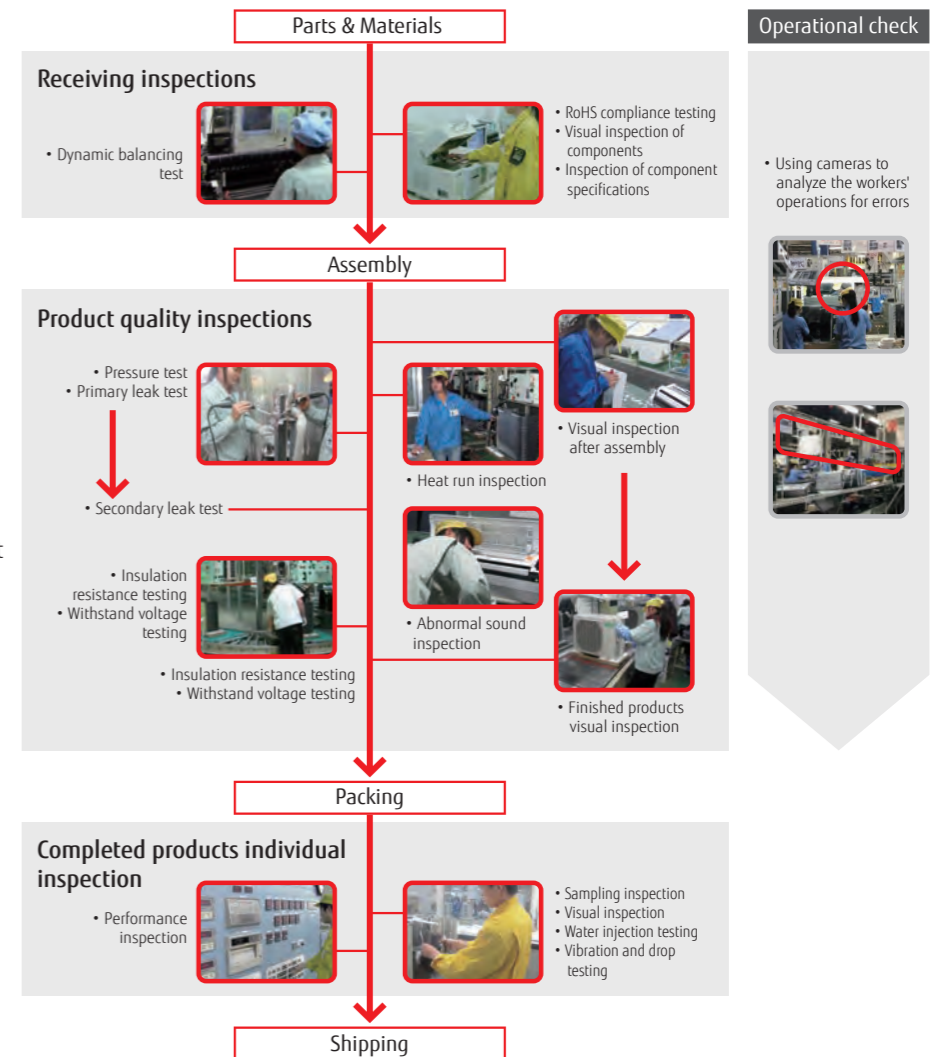 Parts & Materials
Operational check
Receiving inspections
• Dynamic balancing
test
• RoHS compliance testing
• Visual inspection of
components
• Inspection of component
specifications
• Using cameras to
analyze the workers'
operations for errors
Assembly
Product quality inspections
• Pressure test
• Primary leak test
• Heat run inspection
• Visual inspection
after assembly
• Secondary leak test
• Insulation
resistance testing
• Withstand voltage
testing
• Abnormal sound
inspection
• Insulation resistance testing
• Withstand voltage testing
• Finished products
visual inspection
Packing
Completed products individual
inspection
• Performance
inspection
• Sampling inspection
• Visual inspection
• Water injection testing
• Vibration and drop
testing
Shipping